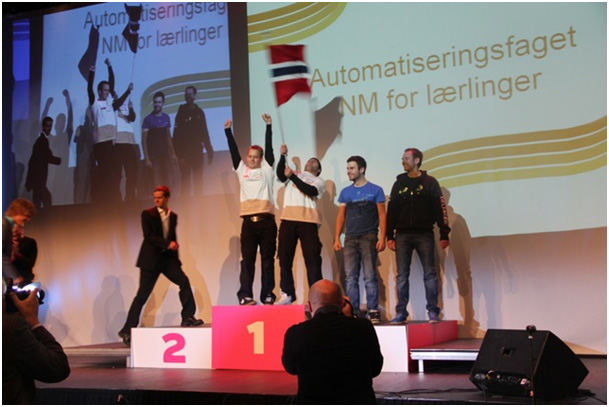 Automatiseringsfaget
NM for lærlinger
Automatiseringsfaget
NM for lærlinger
2
1